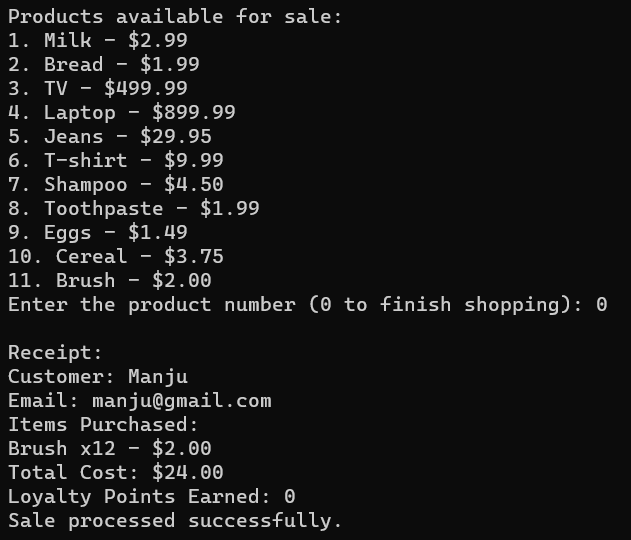 Products available for sale:
1. Milk - $2.99
2. Bread - $1.99
3. TV - $499.99
4. Laptop - $899.99
5. Jeans - $29.95
6. T-shirt - $9.99
7. Shampoo - $4.50
8. Toothpaste - $1.99
9. Eggs - $1.49
10. Cereal - $3.75
11. Brush - $2.00
Enter the product number (0 to finish shopping): 0
Receipt:
Customer: Manju
Email: manju@gmail.com
Items Purchased:
Brush x12 - $2.00
Total Cost: $24.00
Loyalty Points Earned: 0
Sale processed successfully.